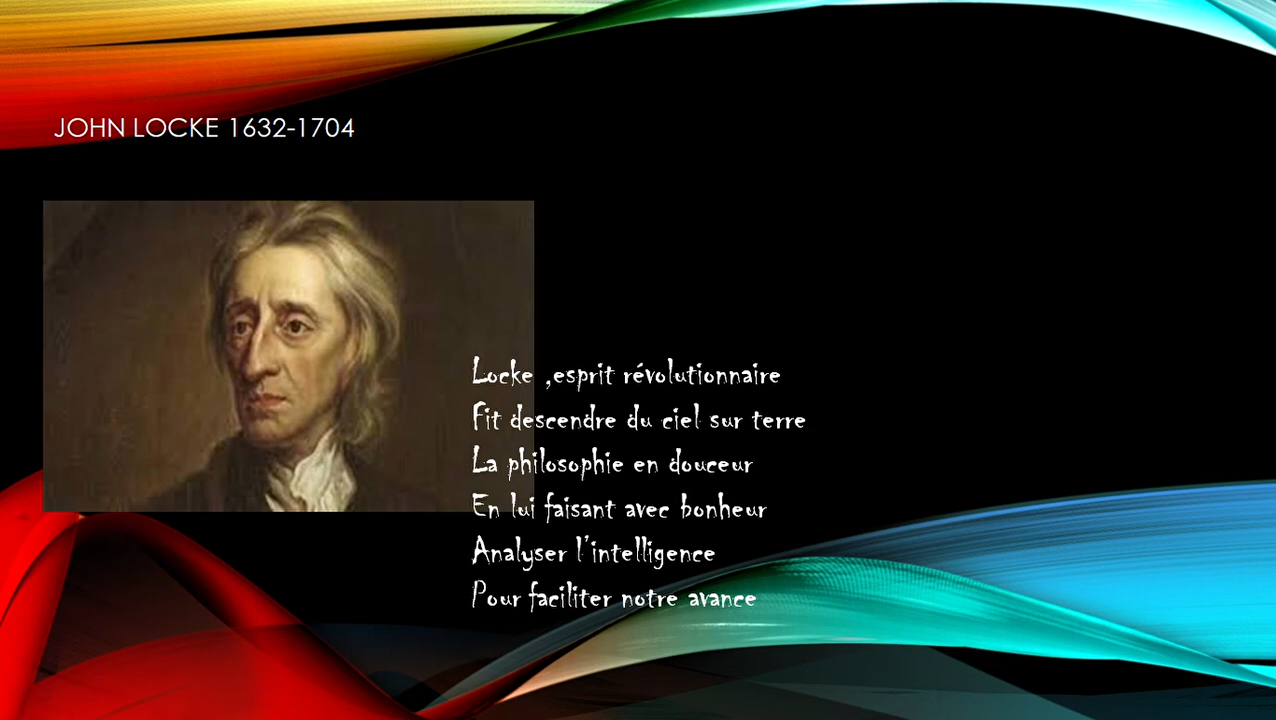 JOHN LOCKE 1632-1704
Locke ,esprit révolutionnaire
Fit descendre du ciel sur terre
La philosophie en douceur
En lui faisant avec bonheur
Analyser l'intelligence
Pour faciliter notre avance